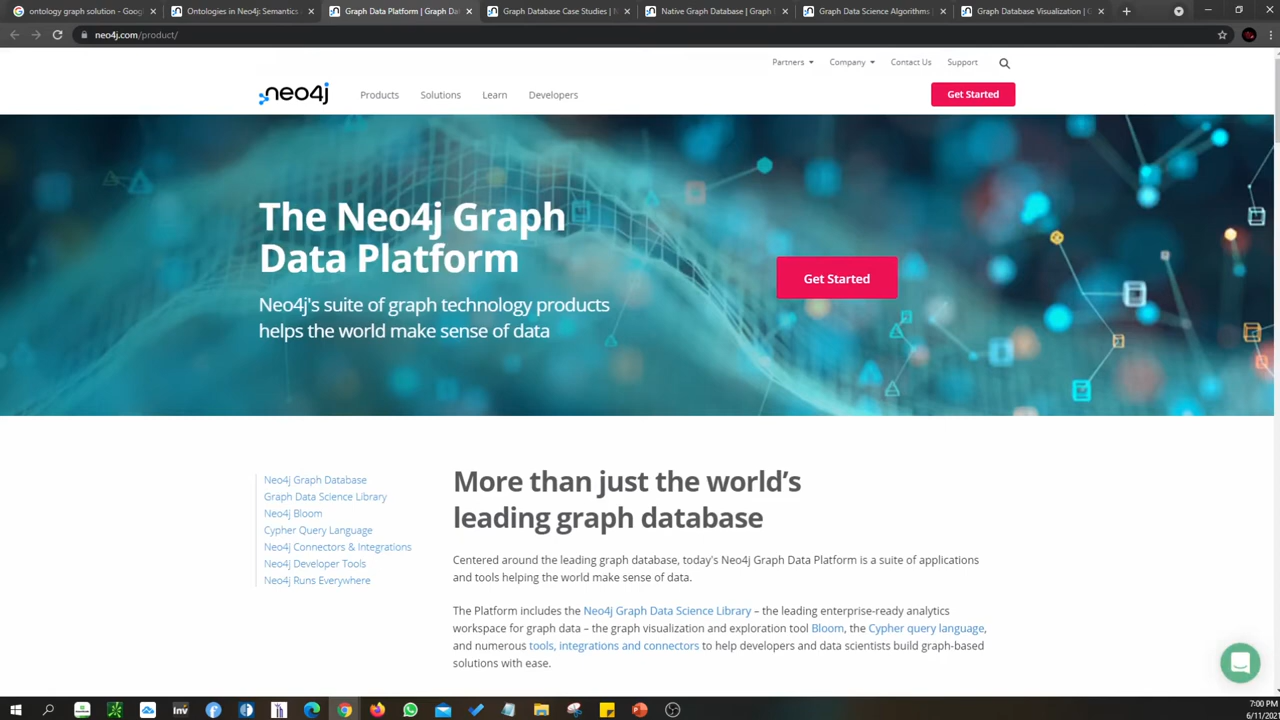 ontology graph solution - Goog
Ontologies in Neo4j: Semantics
Graph Data Platform | Graph Dat
Graph Database Case Studies |
Native Graph Database | Graph
Graph Data Science Algorithms
Graph Database Visualization |
neo4j.com/product/
Partners
Company
Contact Us
Support
neo4j
Products
Solutions
Learn
Developers
Get Started
The Neo4j Graph
Data Platform
Neo4j's suite of graph technology products
helps the world make sense of data
Get Started
Neo4j Graph Database
Graph Data Science Library
Neo4j Bloom
Cypher Query Language
Neo4j Connectors & Integrations
Neo4j Developer Tools
Neo4j Runs Everywhere
More than just the world's
leading graph database
Centered around the leading graph database, today's Neo4j Graph Data Platform is a suite of applications
and tools helping the world make sense of data.
The Platform includes the Neo4j Graph Data Science Library – the leading enterprise-ready analytics
workspace for graph data – the graph visualization and exploration tool Bloom, the Cypher query language,
and numerous tools, integrations and connectors to help developers and data scientists build graph-based
solutions with ease.
inv
7:00 PM
6/11/202